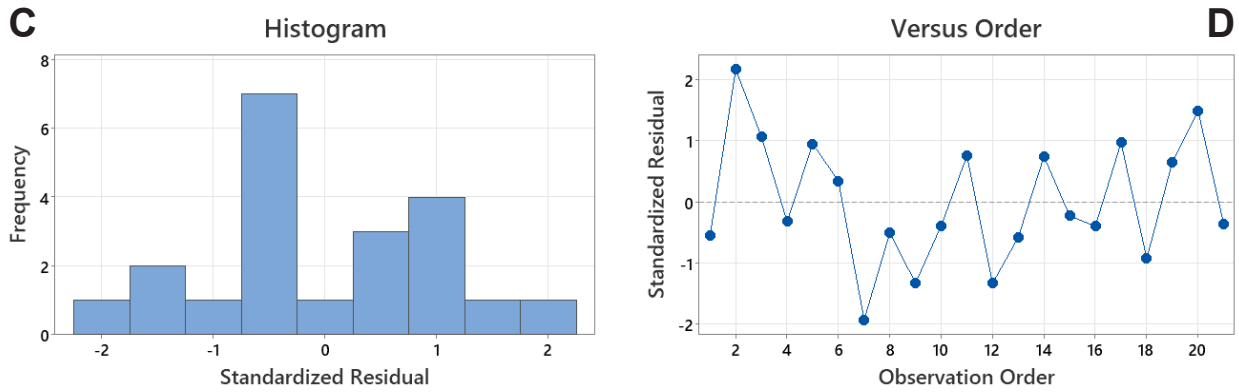 C
Histogram
8
6
4
2
0
Frequency
-2 -1 0 1 2
Standardized Residual
D
Versus Order
2
1
0
-1
-2
Standardized Residual
2 4 6 8 10 12 14 16 18 20
Observation Order